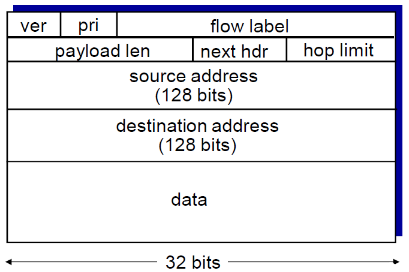 ver pri flow label
payload len next hdr hop limit
source address
(128 bits)
destination address
(128 bits)
data
32 bits